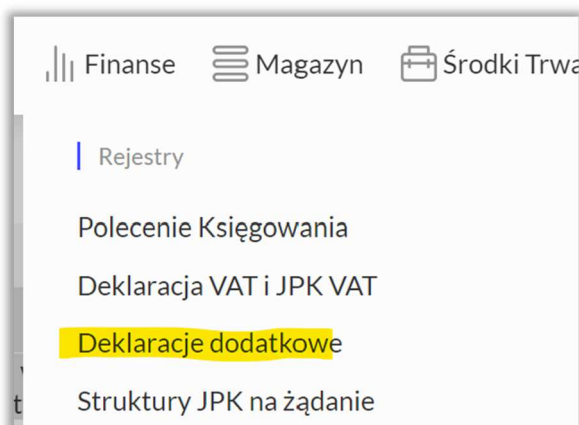 Finanse Magazyn Środki Trwa
Rejestry
Polecenie Księgowania
Deklaracja VAT i JPK VAT
Deklaracje dodatkowe
Struktury JPK na żądanie